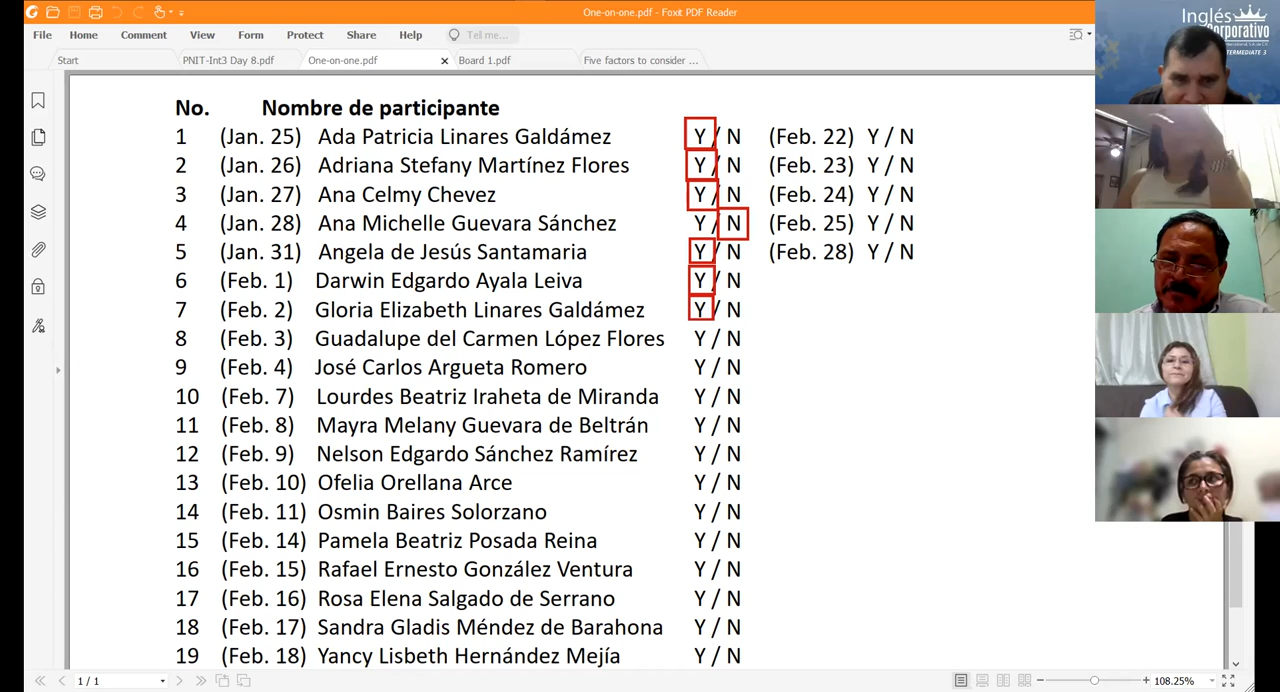 One-on-one.pdf - Foxit PDF Reader
File Home Comment View Form Protect Share Help Tell me...
Start PNIT-Int3 Day 8.pdf One-on-one.pdf Board 1.pdf Five factors to consider ...
Inglés
Corporativo
INTERMEDIATE 3
No. Nombre de participante
1 (Jan. 25) Ada Patricia Linares Galdámez Y / N (Feb. 22) Y / N
2 (Jan. 26) Adriana Stefany Martínez Flores Y / N (Feb. 23) Y / N
3 (Jan. 27) Ana Celmy Chevez Y / N (Feb. 24) Y / N
4 (Jan. 28) Ana Michelle Guevara Sánchez Y / N (Feb. 25) Y / N
5 (Jan. 31) Angela de Jesús Santamaria Y / N (Feb. 28) Y / N
6 (Feb. 1) Darwin Edgardo Ayala Leiva Y / N
7 (Feb. 2) Gloria Elizabeth Linares Galdámez Y / N
8 (Feb. 3) Guadalupe del Carmen López Flores Y / N
9 (Feb. 4) José Carlos Argueta Romero Y / N
10 (Feb. 7) Lourdes Beatriz Iraheta de Miranda Y / N
11 (Feb. 8) Mayra Melany Guevara de Beltrán Y / N
12 (Feb. 9) Nelson Edgardo Sánchez Ramírez Y / N
13 (Feb. 10) Ofelia Orellana Arce Y / N
14 (Feb. 11) Osmin Baires Solorzano Y / N
15 (Feb. 14) Pamela Beatriz Posada Reina Y / N
16 (Feb. 15) Rafael Ernesto González Ventura Y / N
17 (Feb. 16) Rosa Elena Salgado de Serrano Y / N
18 (Feb. 17) Sandra Gladis Méndez de Barahona Y / N
19 (Feb. 18) Yancy Lisbeth Hernández Mejía Y / N
1 / 1 108.25%